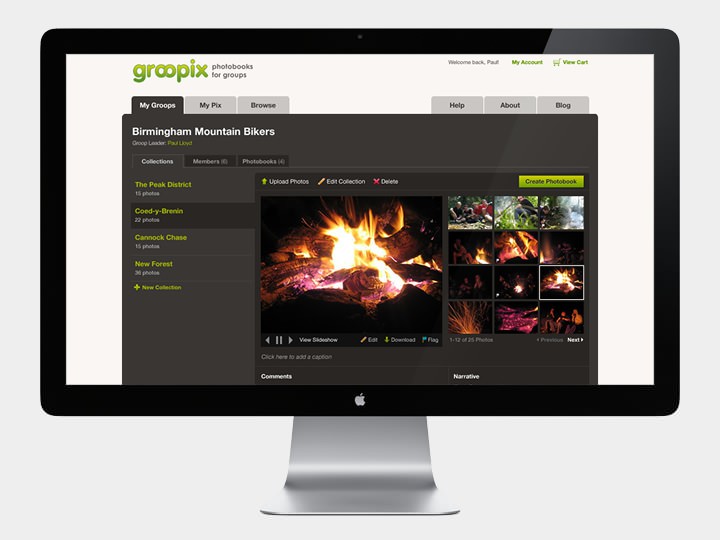 groopix photobooks for groups
Welcome back, Paul! My Account View Cart
My Groups My Pix Browse Help About Blog
Birmingham Mountain Bikers
Group Leader: Paul Lloyd
Collections Members (6) Photobooks (4)
The Peak District
15 photos
Coed-y-Brenin
22 photos
Cannock Chase
15 photos
New Forest
36 photos
New Collection
Upload Photos Edit Collection Delete Create Photobook
View Slideshow Edit Download Flag
1-12 of 25 Photos Previous Next
Click here to add a caption
Comments Narrative